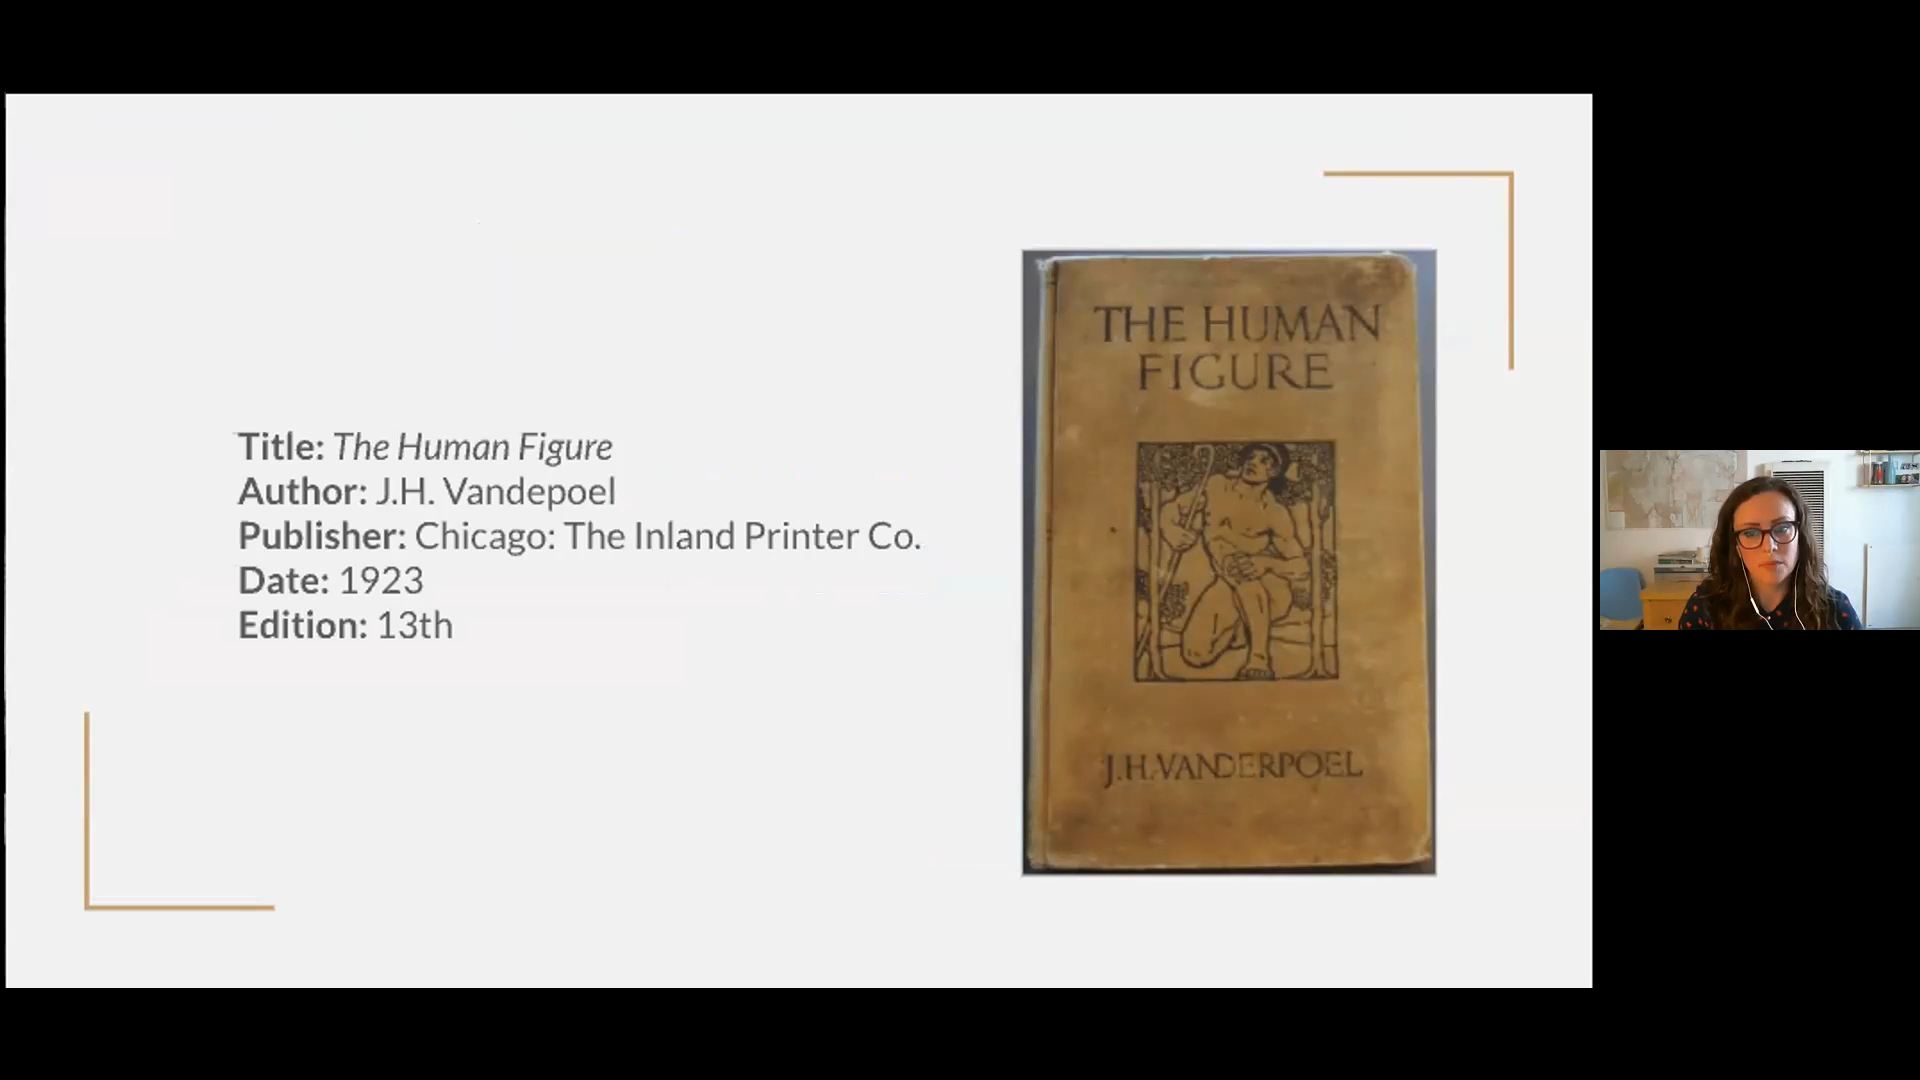 Title: The Human Figure
Author: J.H. Vandepoel
Publisher: Chicago: The Inland Printer Co.
Date: 1923
Edition: 13th
THE HUMAN
FIGURE
J.H.VANDERPOEL